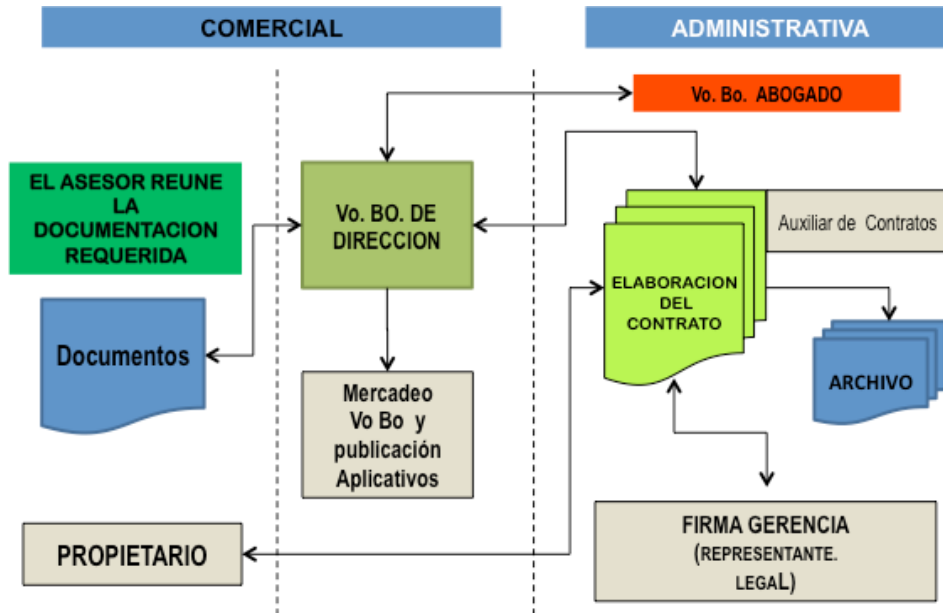 COMERCIAL
ADMINISTRATIVA
Vo. Bo. ABOGADO
EL ASESOR REUNE
LA
DOCUMENTACION
REQUERIDA
Vo. BO. DE
DIRECCION
Auxiliar de Contratos
ELABORACION
DEL
CONTRATO
Documentos
ARCHIVO
Mercadeo
Vo Bo y
publicación
Aplicativos
PROPIETARIO
FIRMA GERENCIA
(REPRESENTANTE.
LEGAL)